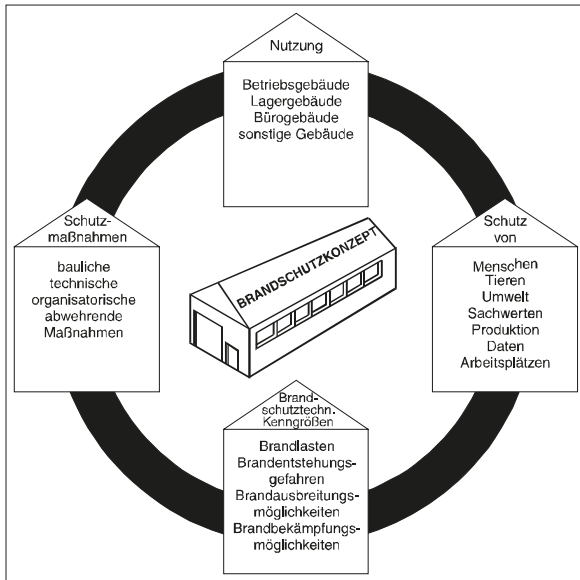 Nutzung
Betriebsgebäude
Lagergebäude
Bürogebäude
sonstige Gebäude
Schutz-
maßnahmen
bauliche
technische
organisatorische
abwehrende
Maßnahmen
BRANDSCHUTZKONZEPT
Schutz
von
Menschen
Tieren
Umwelt
Sachwerten
Produktion
Daten
Arbeitsplätzen
Brand-
schutztechn.
Kenngrößen
Brandlasten
Brandentstehungs-
gefahren
Brandausbreitungs-
möglichkeiten
Brandbekämpfungs-
möglichkeiten